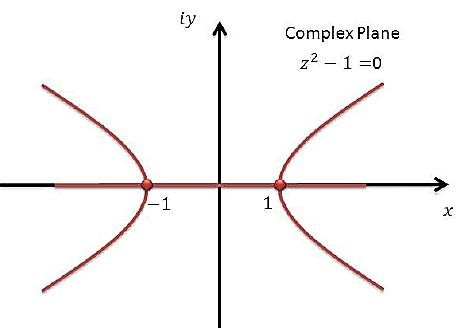 iy
Complex Plane
z² − 1 =0
−1
1
x